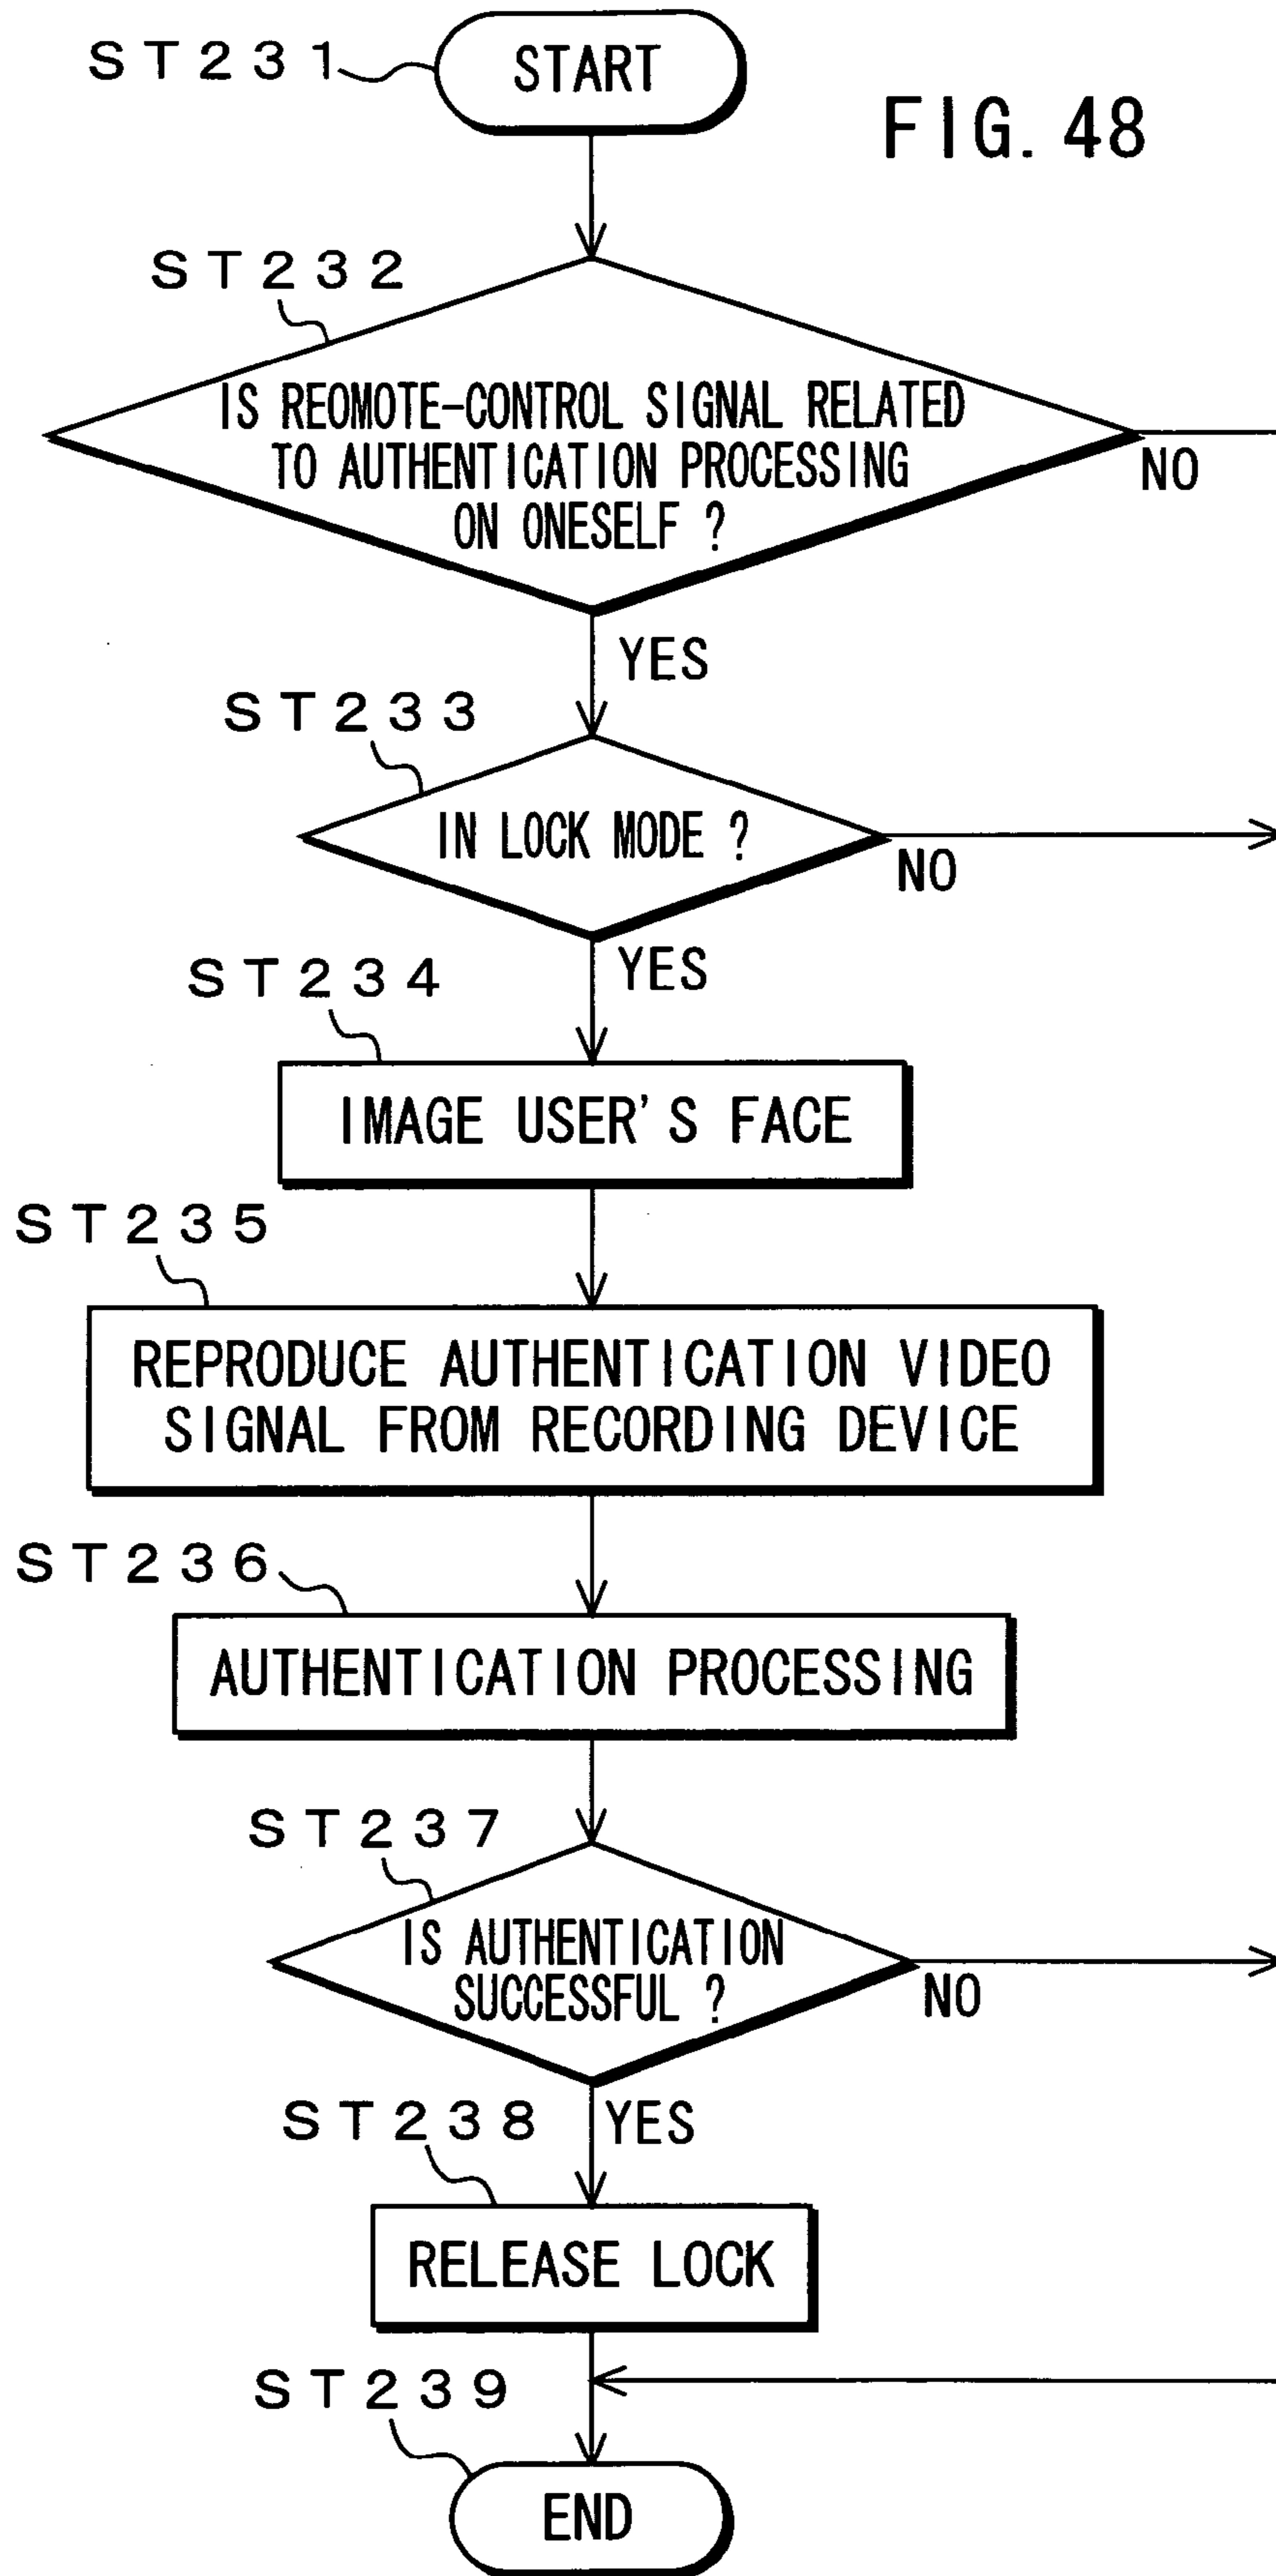 ST231
START
FIG. 48
ST232
IS REOMOTE-CONTROL SIGNAL RELATED
TO AUTHENTICATION PROCESSING
ON ONESELF ?
NO
YES
ST233
IN LOCK MODE ?
NO
YES
ST234
IMAGE USER'S FACE
ST235
REPRODUCE AUTHENTICATION VIDEO
SIGNAL FROM RECORDING DEVICE
ST236
AUTHENTICATION PROCESSING
ST237
IS AUTHENTICATION
SUCCESSFUL ?
NO
YES
ST238
RELEASE LOCK
ST239
END